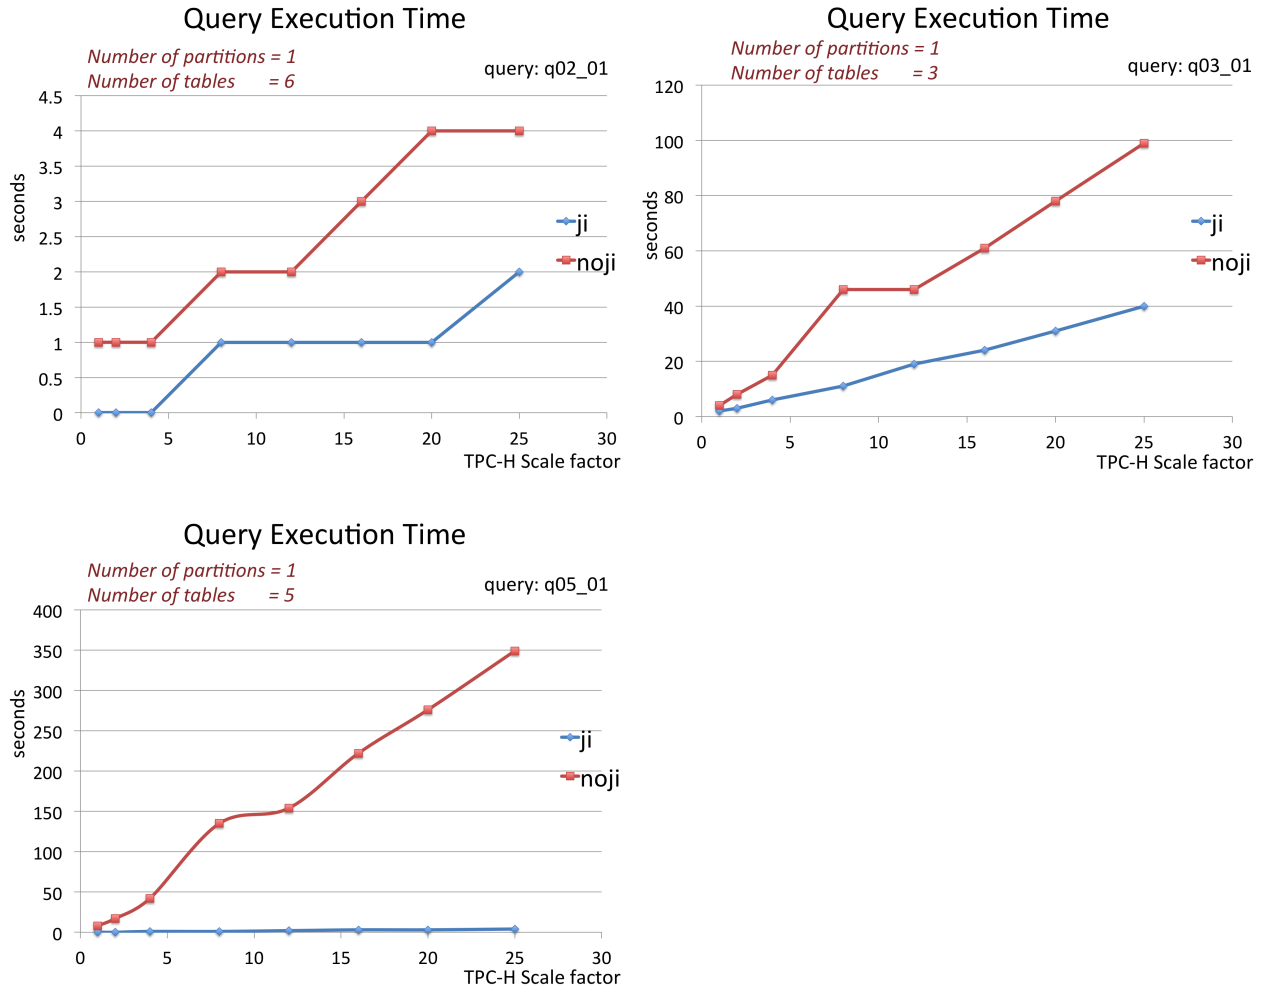 Query Execution Time
Number of partitions = 1
Number of tables = 6
query: q02_01
4.5
4
3.5
3
2.5
2
1.5
1
0.5
0
seconds
ji
noji
0 5 10 15 20 25 30
TPC-H Scale factor
Query Execution Time
Number of partitions = 1
Number of tables = 3
query: q03_01
120
100
80
60
40
20
0
seconds
ji
noji
0 5 10 15 20 25 30
TPC-H Scale factor
Query Execution Time
Number of partitions = 1
Number of tables = 5
query: q05_01
400
350
300
250
200
150
100
50
0
seconds
ji
noji
0 5 10 15 20 25 30
TPC-H Scale factor